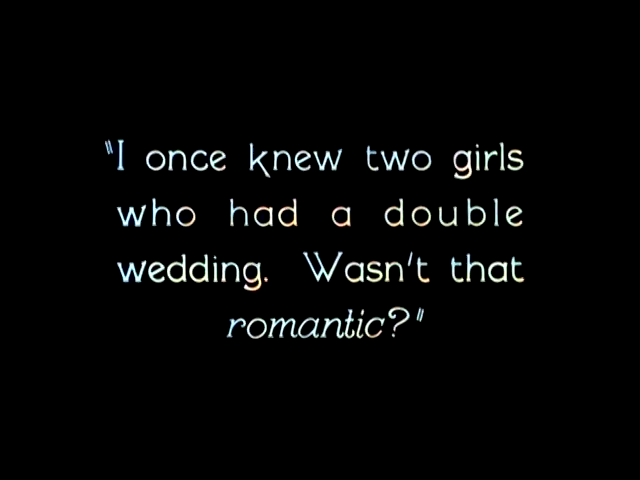 "I once knew two girls
who had a double
wedding. Wasn't that
romantic?"